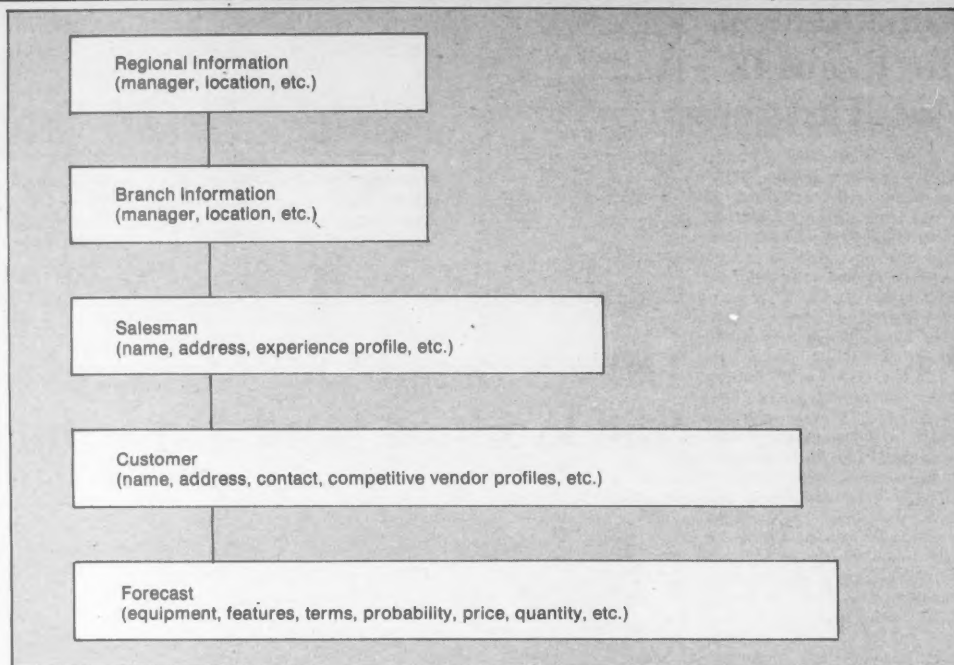 Regional Information
(manager, location, etc.)
Branch Information
(manager, location, etc.)
Salesman
(name, address, experience profile, etc.)
Customer
(name, address, contact, competitive vendor profiles, etc.)
Forecast
(equipment, features, terms, probability, price, quantity, etc.)